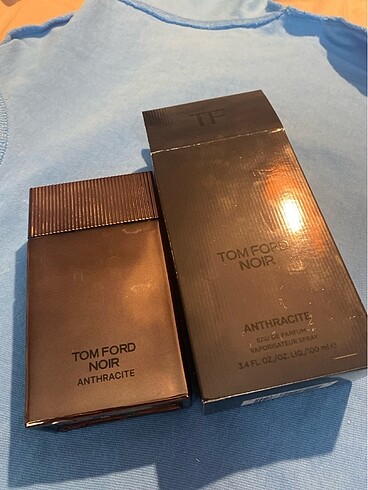 TOM FORD
NOIR
ANTHRACITE
TF
TOM FORD
NOIR
ANTHRACITE
EAU DE PARFUM
VAPORISATEUR SPRAY
3.4 FL. OZ./OZ. LIQ./100 ml ℮